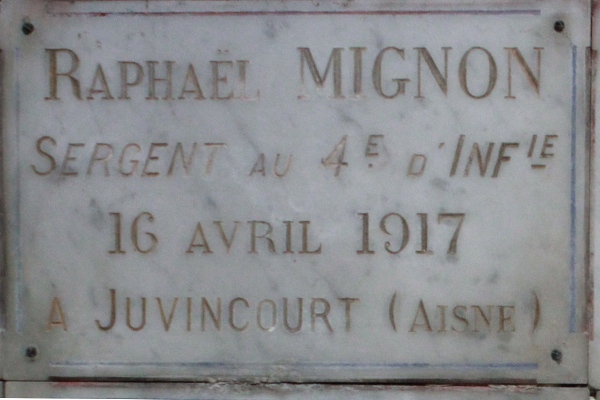 RAPHAËL MIGNON
SERGENT AU 4E D'INFIE
16 AVRIL 1917
A JUVINCOURT (AISNE)